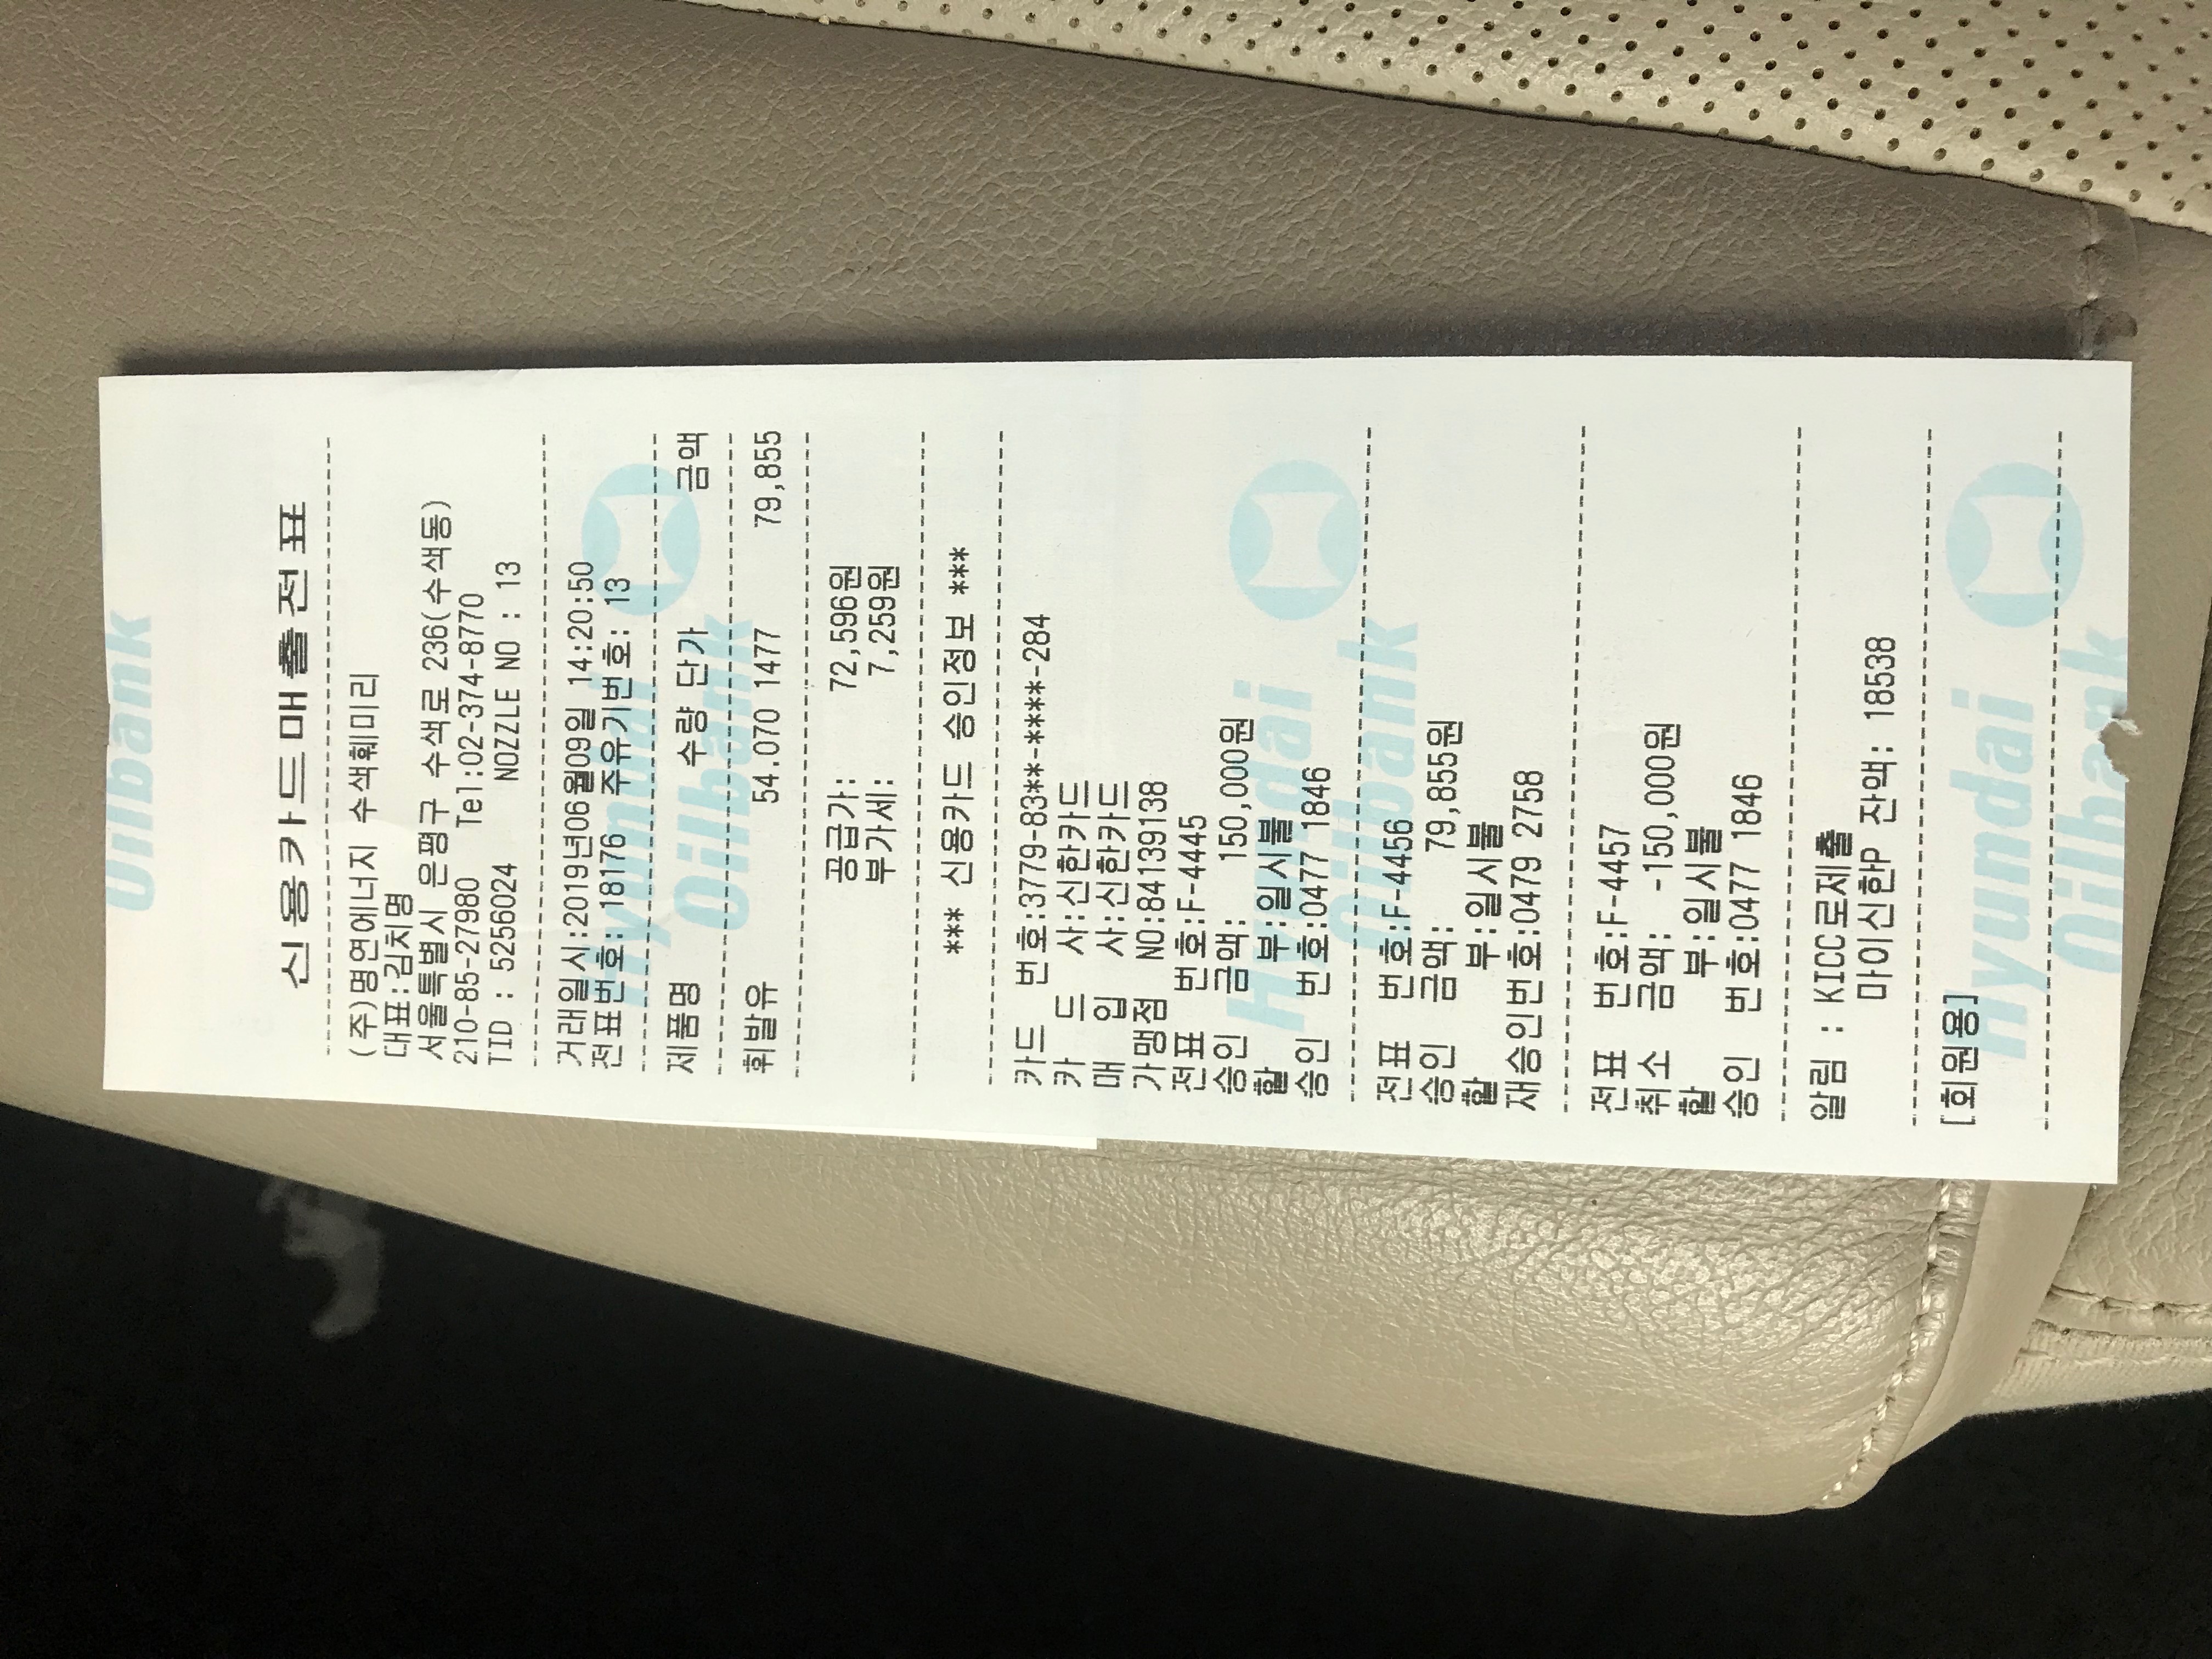 Oilbank
신용카드매출전표
(주)명연에너지 수색훼미리
대표:김치명
서울특별시 은평구 수색로 236(수색동)
210-85-27980 Tel:02-374-8770
TID : 5256024 NOZZLE NO : 13
거래일시:2019년06월09일 14:20:50
전표번호: 18176 주유기번호: 13
Hyundai
Oilbank
제품명 수량 단가 금액
휘발유 54.070 1477 79,855
공급가: 72,596원
부가세: 7,259원
*** 신용카드 승인정보 ***
카드 번호:3779-83**-****-284
카 드 사:신한카드
매 입 사:신한카드
가맹점 NO:84139138
전표 번호:F-4445
승인 금액: 150,000원
할 부:일시불
승인 번호:0477 1846
Hyundai
Oilbank
전표 번호:F-4456
승인 금액: 79,855원
할 부:일시불
재승인번호:0479 2758
전표 번호:F-4457
취소 금액: -150,000원
할 부:일시불
승인 번호:0477 1846
알림 : KICC로제출
마이신한P 잔액: 18538
[회원용]
Hyundai
Oilbank